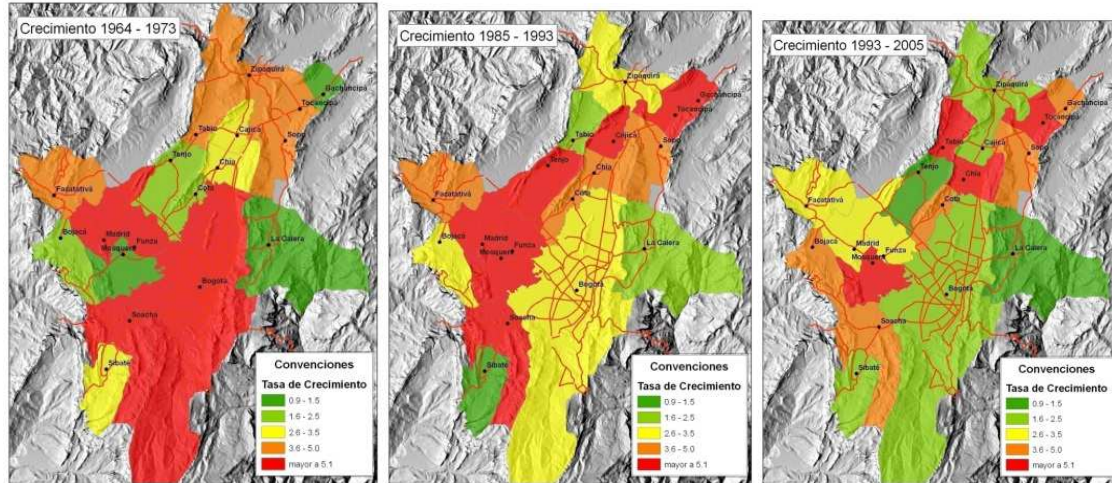 Crecimiento 1964 - 1973
Zipaquirá
Gachancipá
Tocancipá
Tabio
Cajicá
Sopo
Tenjo
Chía
Cota
Facatativá
Bojacá
Madrid
Funza
Mosquera
La Calera
Bogotá
Soacha
Sibaté
Convenciones
Tasa de Crecimiento
0.9 - 1.5
1.6 - 2.5
2.6 - 3.5
3.6 - 5.0
mayor a 5.1
Crecimiento 1985 - 1993
Zipaquirá
Gachancipá
Tocancipá
Tabio
Cajicá
Sopo
Tenjo
Chía
Cota
Facatativá
Bojacá
Madrid
Funza
Mosquera
La Calera
Bogotá
Soacha
Sibaté
Convenciones
Tasa de Crecimiento
0.9 - 1.5
1.6 - 2.5
2.6 - 3.5
3.6 - 5.0
mayor a 5.1
Crecimiento 1993 - 2005
Zipaquirá
Gachancipá
Tocancipá
Tabio
Cajicá
Sopo
Tenjo
Chía
Cota
Facatativá
Bojacá
Madrid
Funza
Mosquera
La Calera
Bogotá
Soacha
Sibaté
Convenciones
Tasa de Crecimiento
0.9 - 1.5
1.6 - 2.5
2.6 - 3.5
3.6 - 5.0
mayor a 5.1